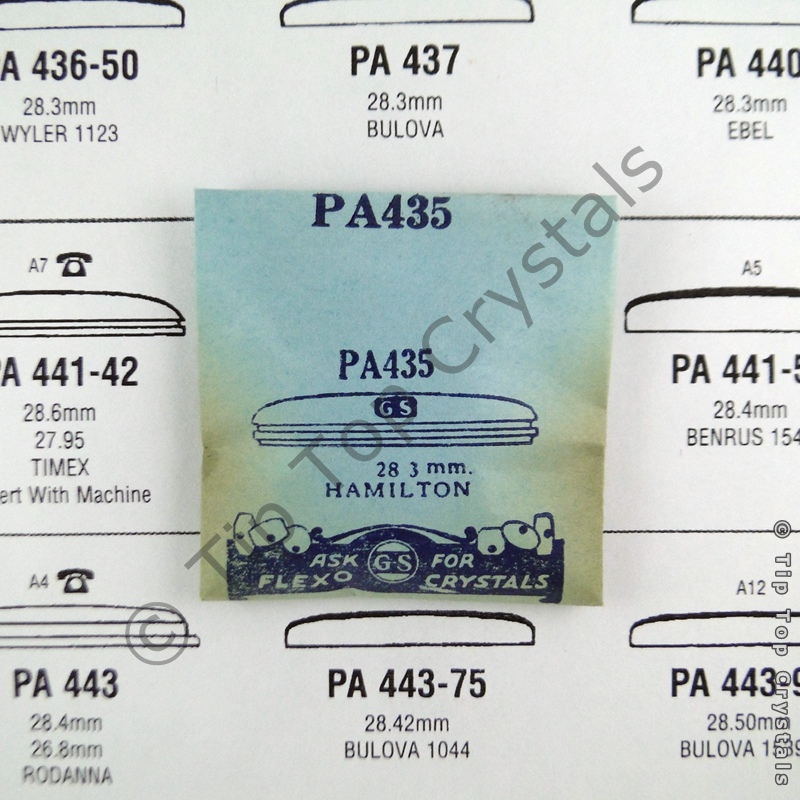 A 436-50
28.3mm
WYLER 1123
PA 437
28.3mm
BULOVA
PA 440
28.3mm
EBEL
PA435
PA435
GS
28 3 mm.
HAMILTON
ASK GS FOR
FLEXO CRYSTALS
A7
A 441-42
28.6mm
27.95
TIMEX
ert With Machine
A5
PA 441-5
28.4mm
BENRUS 154
A4
PA 443
28.4mm
26.8mm
RODANNA
PA 443-75
28.42mm
BULOVA 1044
A12
PA 443-9
28.50mm
BULOVA 1539
© Tip Top Crystals
© Tip Top Crystals